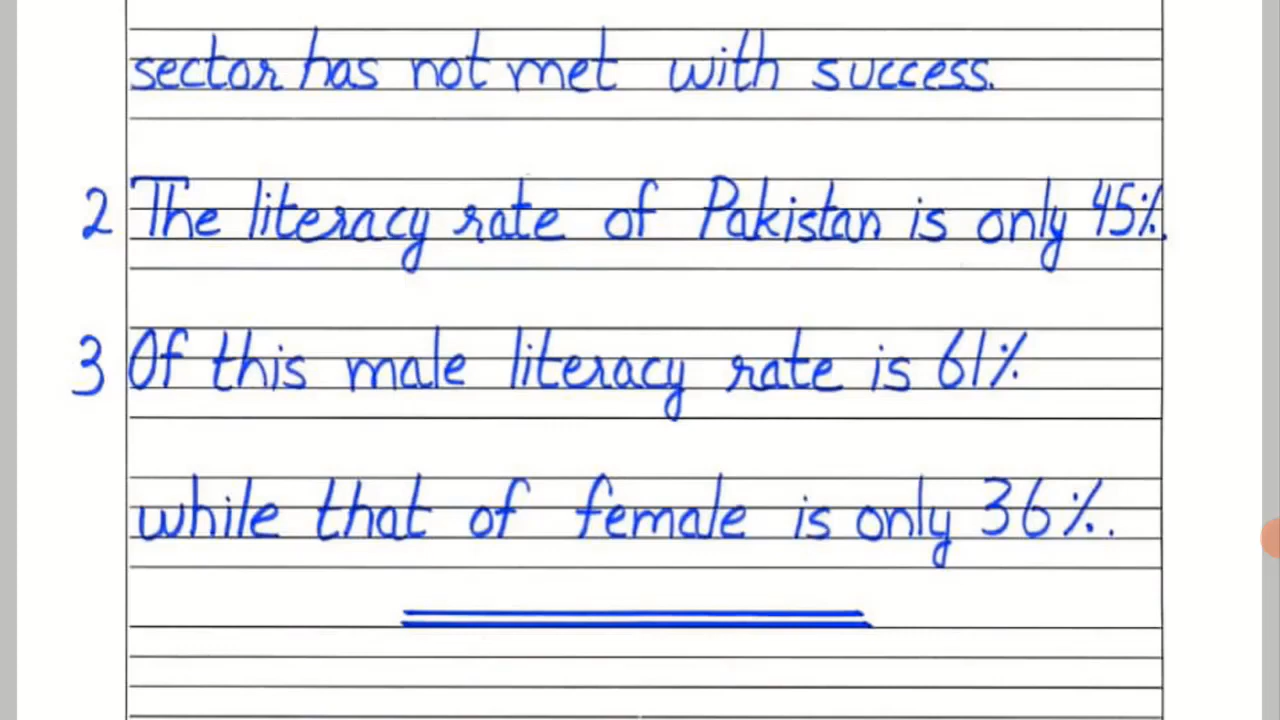 sector has not met with success.
2 The literacy rate of Pakistan is only 45%.
3 Of this male literacy rate is 61%
while that of female is only 36%.